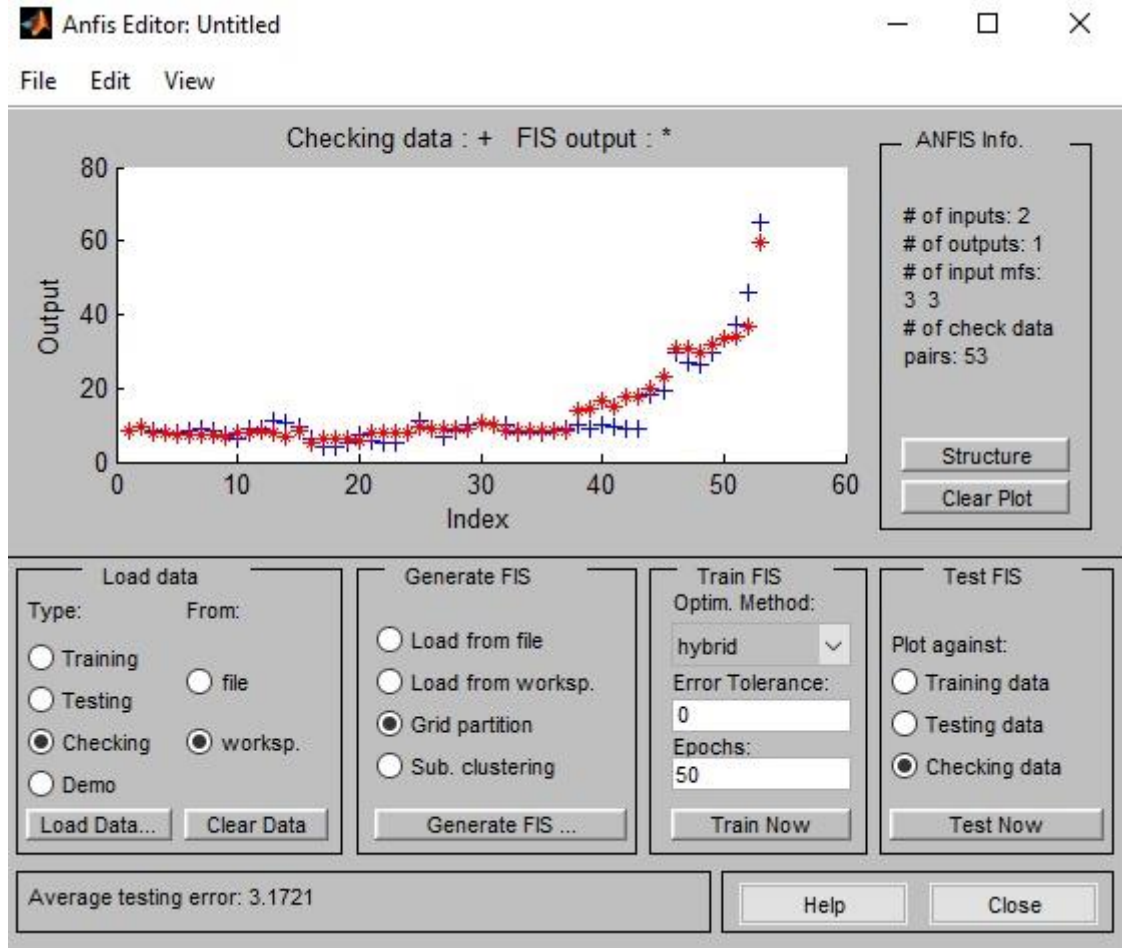 Anfis Editor: Untitled
File Edit View
Checking data : + FIS output : *
80
60
40
20
0
Output
0 10 20 30 40 50 60
Index
ANFIS Info.
# of inputs: 2
# of outputs: 1
# of input mfs:
3 3
# of check data
pairs: 53
Structure
Clear Plot
Load data
Type: From:
Training
Testing
Checking
Demo
file
worksp.
Load Data... Clear Data
Generate FIS
Load from file
Load from worksp.
Grid partition
Sub. clustering
Generate FIS ...
Train FIS
Optim. Method:
hybrid
Error Tolerance:
0
Epochs:
50
Train Now
Test FIS
Plot against:
Training data
Testing data
Checking data
Test Now
Average testing error: 3.1721
Help Close